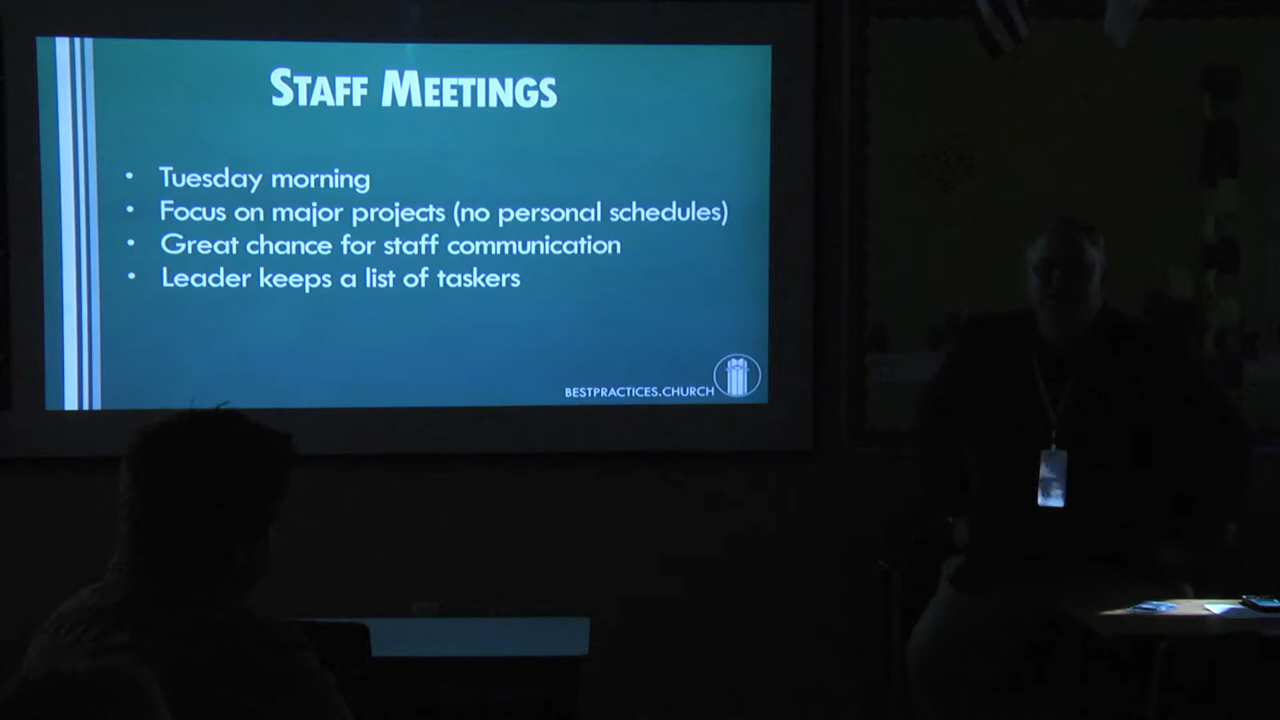 STAFF MEETINGS
• Tuesday morning
• Focus on major projects (no personal schedules)
• Great chance for staff communication
• Leader keeps a list of taskers
BESTPRACTICES.CHURCH